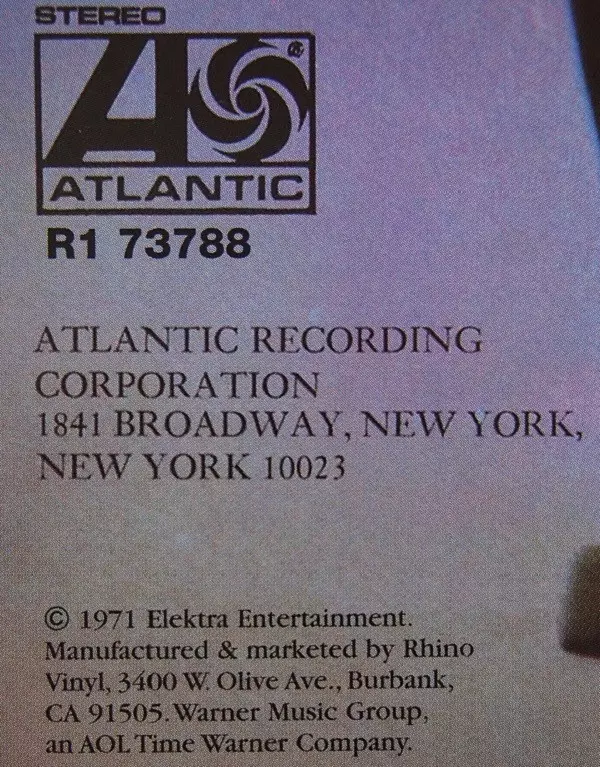 STEREO
®
ATLANTIC
R1 73788
ATLANTIC RECORDING
CORPORATION
1841 BROADWAY, NEW YORK,
NEW YORK 10023
© 1971 Elektra Entertainment.
Manufactured & marketed by Rhino
Vinyl, 3400 W. Olive Ave., Burbank,
CA 91505. Warner Music Group,
an AOL Time Warner Company.